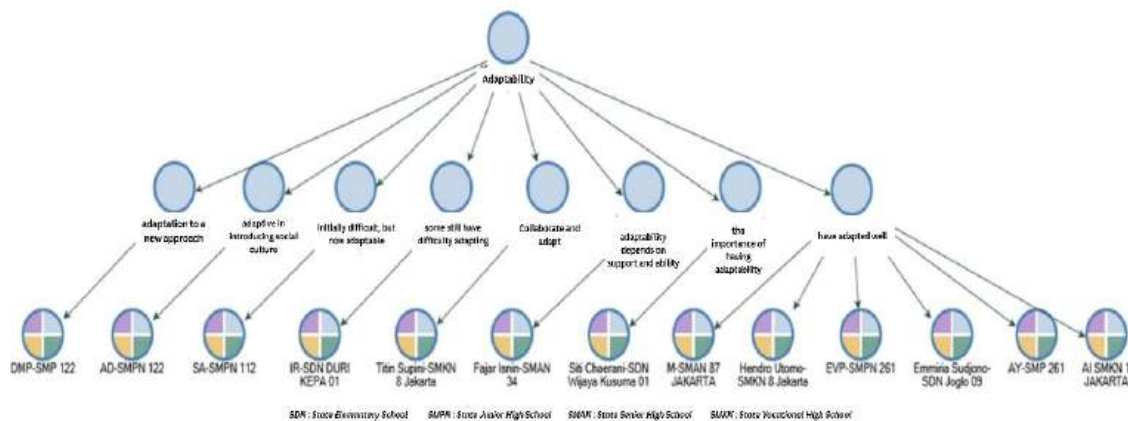 Adaptability
adaptation to a
new approach
adaptive in
introducing social
culture
initially difficult, but
now adaptable
some still have
difficulty adapting
Collaborate and
adapt
adaptability
depends on
support and ability
the
importance of
having
adaptability
have adapted well
DMP-SMP 122
AD-SMPN 122
SA-SMPN 112
IR-SDN DURI
KEPA 01
Titin Supini-SMKN
8 Jakarta
Fajar Isnin-SMAN
34
Siti Chaerani-SDN
Wijaya Kusuma 01
M-SMAN 87
JAKARTA
Hendro Utomo-
SMKN 8 Jakarta
EVP-SMPN 261
Emminia Sudjono-
SDN Joglo 09
AY-SMP 261
AI SMKN 1
JAKARTA
SDN : State Elementary School SMPN : State Junior High School SMAN : State Senior High School SMKN : State Vocational High School